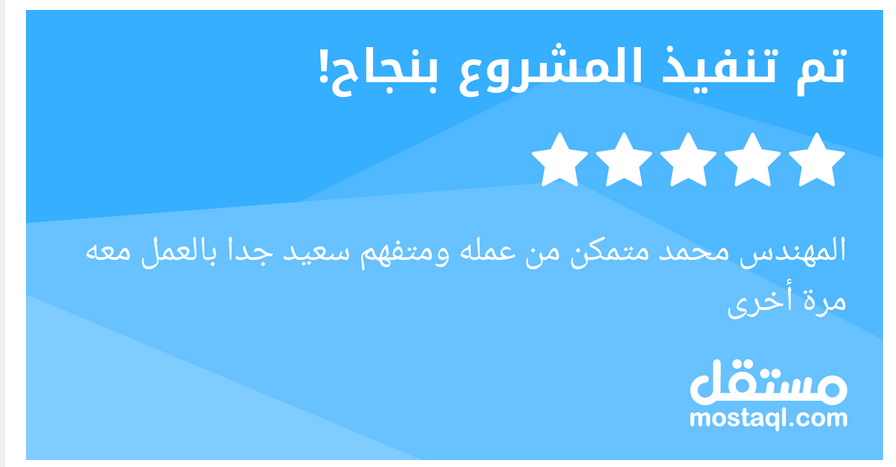 تم تنفيذ المشروع بنجاح!
المهندس محمد متمكن من عمله ومتفهم سعيد جدا بالعمل معه
مرة أخرى
مستقل
mostaql.com